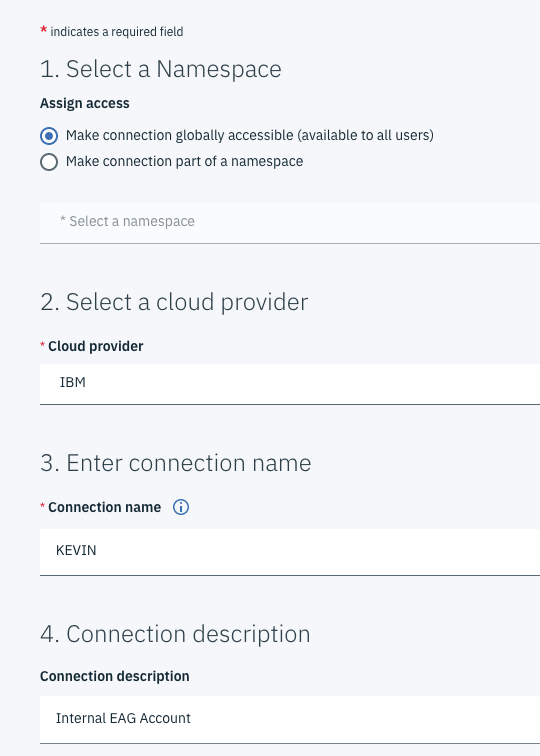 * indicates a required field
1. Select a Namespace
Assign access
Make connection globally accessible (available to all users)
Make connection part of a namespace
* Select a namespace
2. Select a cloud provider
* Cloud provider
IBM
3. Enter connection name
* Connection name
KEVIN
4. Connection description
Connection description
Internal EAG Account